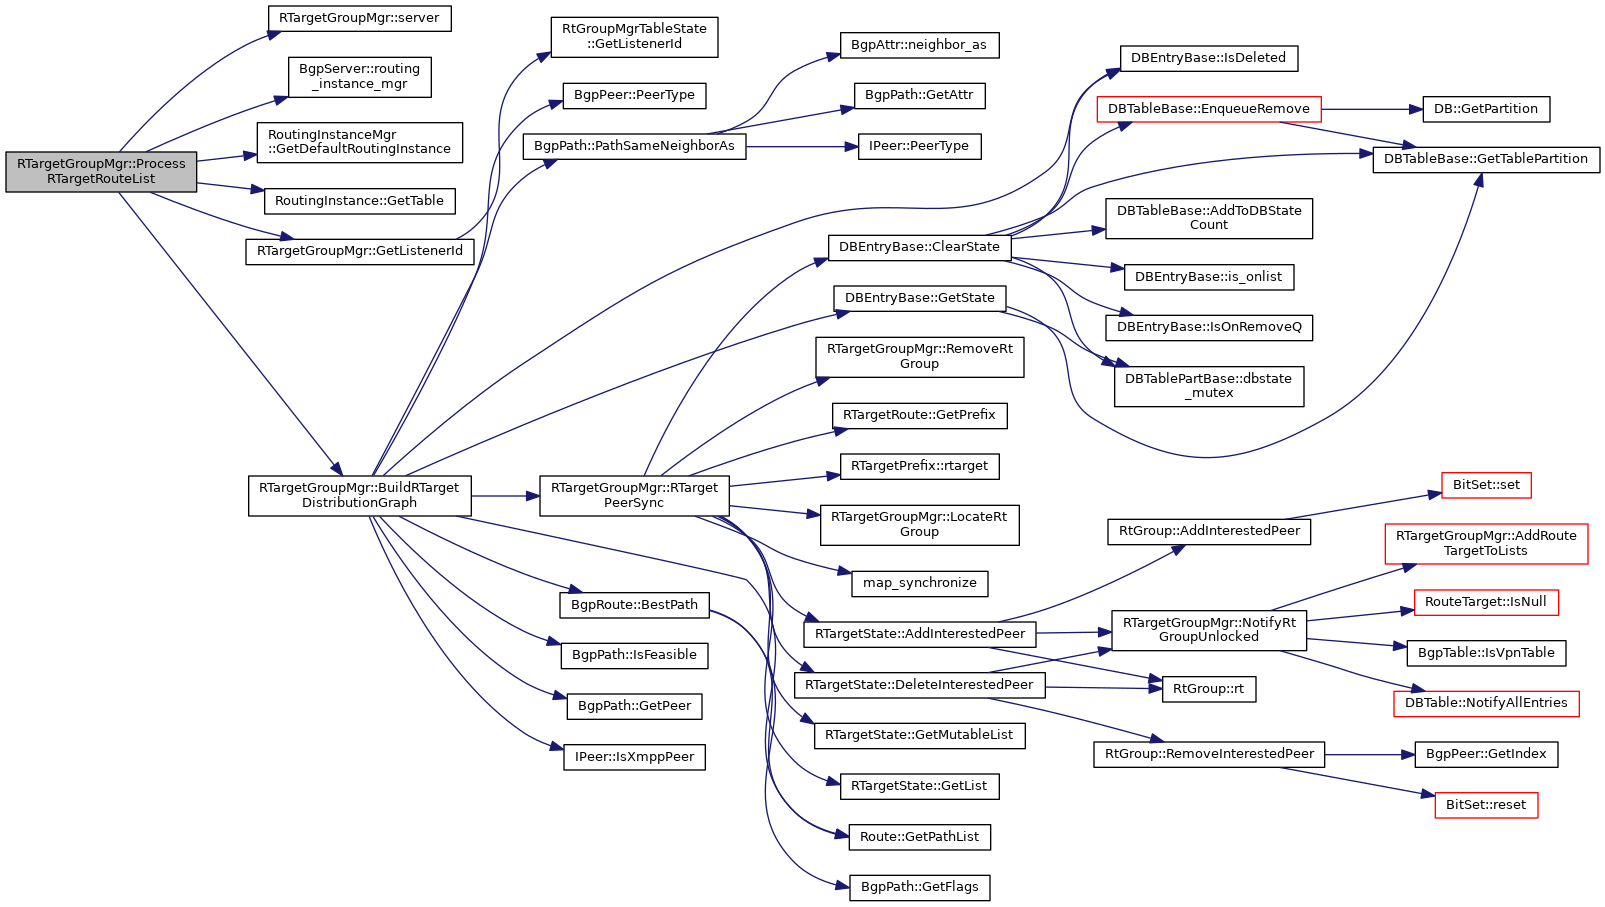 RTargetGroupMgr::Process
RTargetRouteList
RTargetGroupMgr::server
BgpServer::routing
_instance_mgr
RoutingInstanceMgr
::GetDefaultRoutingInstance
RoutingInstance::GetTable
RTargetGroupMgr::GetListenerId
RTargetGroupMgr::BuildRTarget
DistributionGraph
RtGroupMgrTableState
::GetListenerId
BgpPeer::PeerType
BgpPath::PathSameNeighborAs
RTargetGroupMgr::RTarget
PeerSync
BgpRoute::BestPath
BgpPath::IsFeasible
BgpPath::GetPeer
IPeer::IsXmppPeer
BgpAttr::neighbor_as
BgpPath::GetAttr
IPeer::PeerType
DBEntryBase::ClearState
DBEntryBase::GetState
RTargetGroupMgr::RemoveRt
Group
RTargetRoute::GetPrefix
RTargetPrefix::rtarget
RTargetGroupMgr::LocateRt
Group
map_synchronize
RTargetState::AddInterestedPeer
RTargetState::DeleteInterestedPeer
RTargetState::GetMutableList
RTargetState::GetList
Route::GetPathList
BgpPath::GetFlags
DBEntryBase::IsDeleted
DBTableBase::EnqueueRemove
DBTableBase::AddToDBState
Count
DBEntryBase::is_onlist
DBEntryBase::IsOnRemoveQ
DBTablePartBase::dbstate
_mutex
RtGroup::AddInterestedPeer
RTargetGroupMgr::NotifyRt
GroupUnlocked
RtGroup::rt
RtGroup::RemoveInterestedPeer
DB::GetPartition
DBTableBase::GetTablePartition
BitSet::set
RTargetGroupMgr::AddRoute
TargetToLists
RouteTarget::IsNull
BgpTable::IsVpnTable
DBTable::NotifyAllEntries
BgpPeer::GetIndex
BitSet::reset